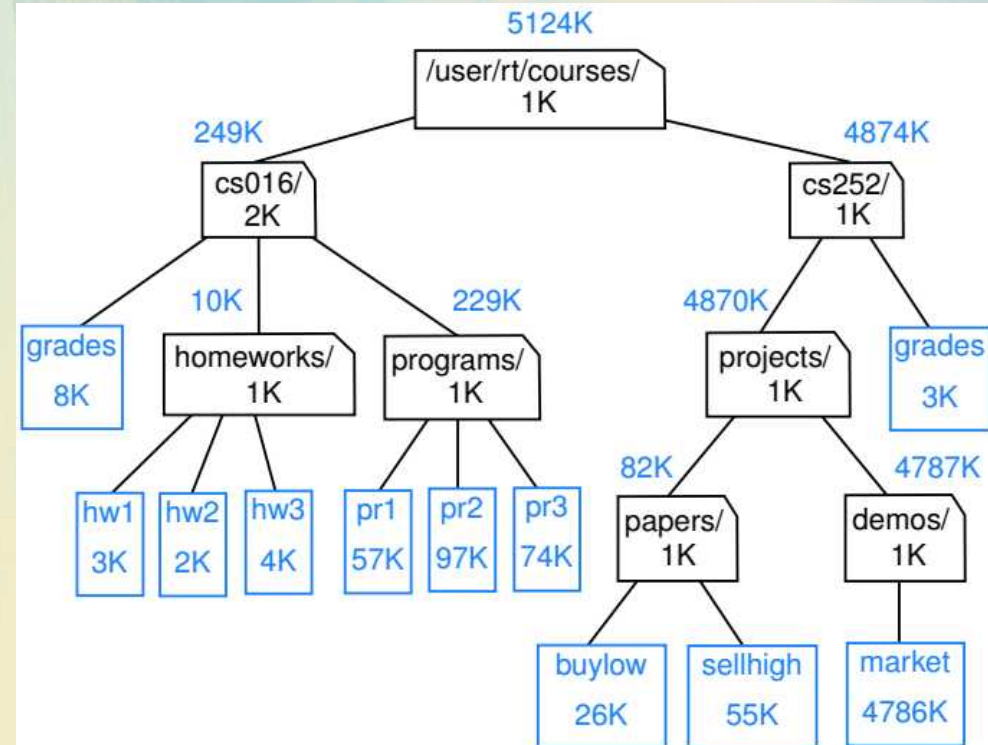 5124K
/user/rt/courses/
1K
249K
4874K
cs016/
2K
cs252/
1K
10K
229K
4870K
grades
8K
homeworks/
1K
programs/
1K
projects/
1K
grades
3K
82K
4787K
hw1
3K
hw2
2K
hw3
4K
pr1
57K
pr2
97K
pr3
74K
papers/
1K
demos/
1K
buylow
26K
sellhigh
55K
market
4786K